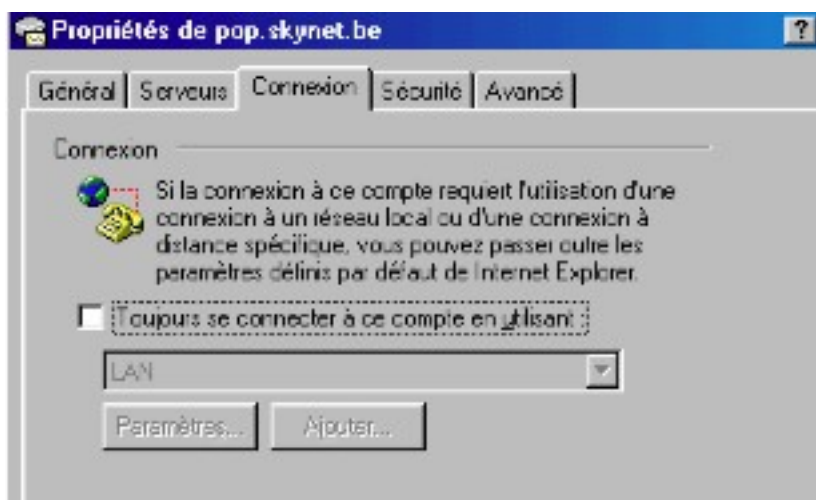 Propriétés de pop.skynet.be ?
Général Serveurs Connexion Sécurité Avancé
Connexion
Si la connexion à ce compte requiert l'utilisation d'une
connexion à un réseau local ou d'une connexion à
distance spécifique, vous pouvez passer outre les
paramètres définis par défaut de Internet Explorer.
Toujours se connecter à ce compte en utilisant :
LAN
Paramètres... Ajouter...